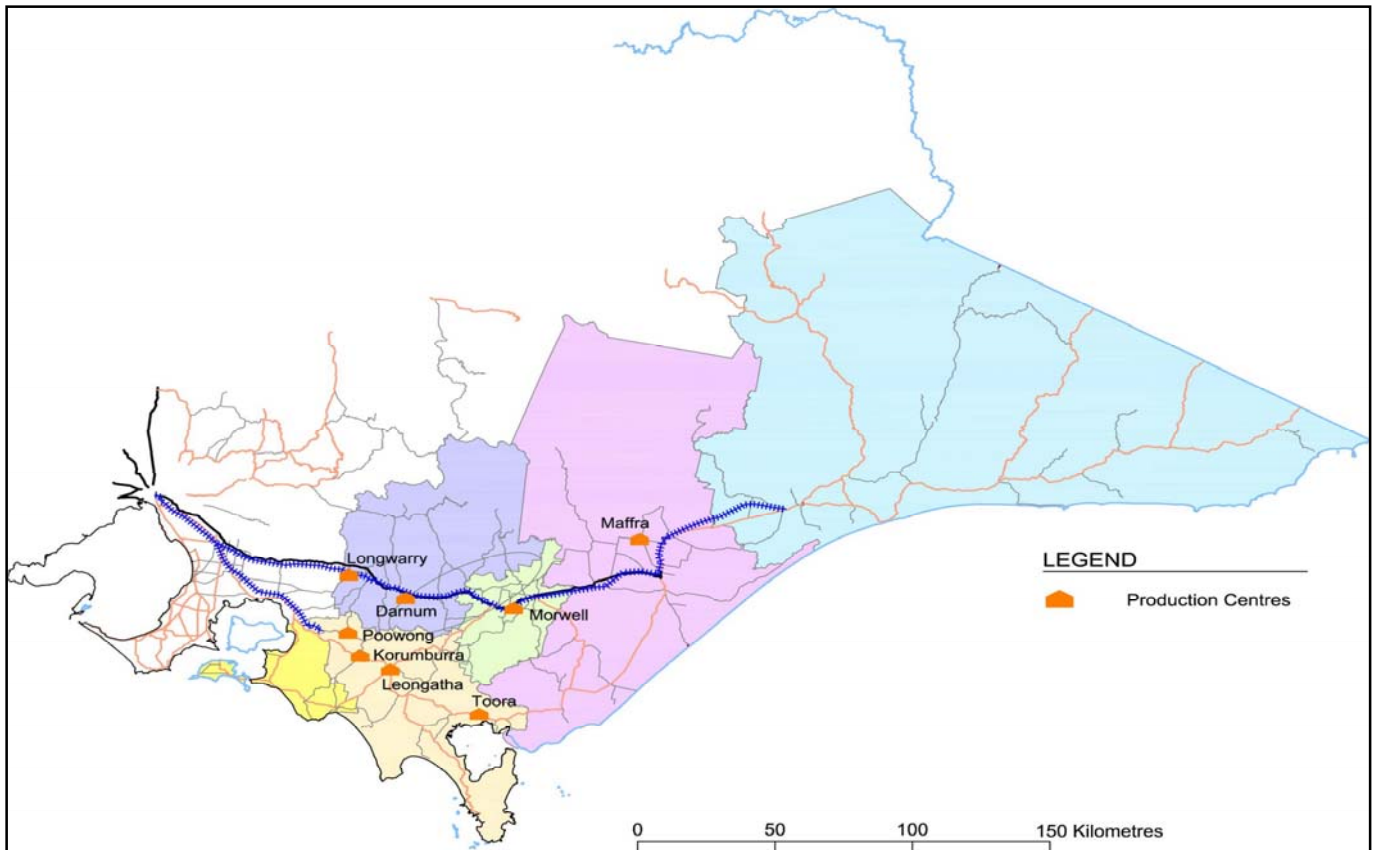 Maffra
Longwarry
Darnum
Morwell
Poowong
Korumburra
Leongatha
Toora
LEGEND
Production Centres
0 50 100 150 Kilometres